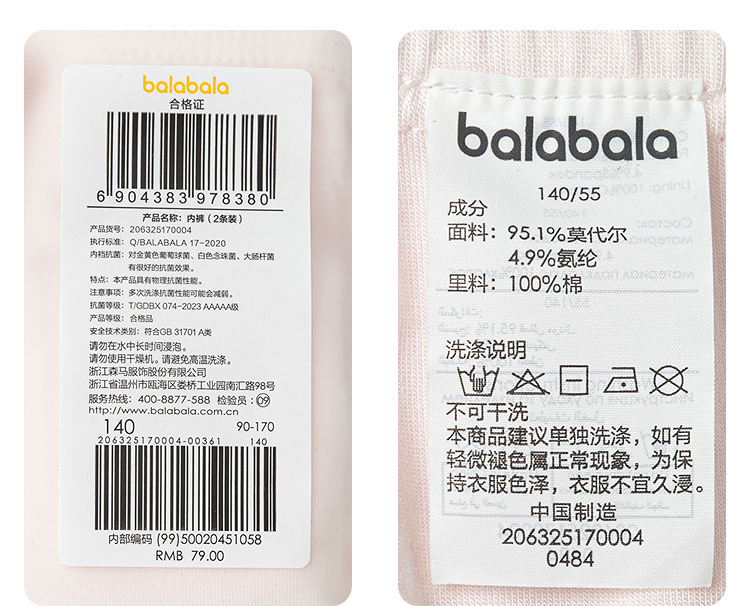 balabala
合格证
6 904383 978380
产品名称：内裤（2条装）
产品货号：206325170004
执行标准：Q/BALABALA 17-2020
内裆抗菌：对金黄色葡萄球菌、白色念珠菌、大肠杆菌
有很好的抗菌效果。
特点：本产品具有物理抗菌性能。
注意事项：多次洗涤抗菌性能可能会减弱。
抗菌等级：T/GDBX 074-2023 AAAAA级
产品等级：合格品
安全技术类别：符合GB 31701 A类
请勿在水中长时间浸泡。
请勿使用干燥机。请避免高温洗涤。
浙江森马服饰股份有限公司
浙江省温州市瓯海区娄桥工业园南汇路98号
服务热线：400-8877-588 检验员：09
http://www.balabala.com.cn
140 90-170
206325170004-00361 140
内部编码 (99)50020451058
RMB 79.00
balabala
140/55
成分
面料：95.1%莫代尔
4.9%氨纶
里料：100%棉
洗涤说明
不可干洗
本商品建议单独洗涤，如有
轻微褪色属正常现象，为保
持衣服色泽，衣服不宜久浸。
中国制造
206325170004
0484